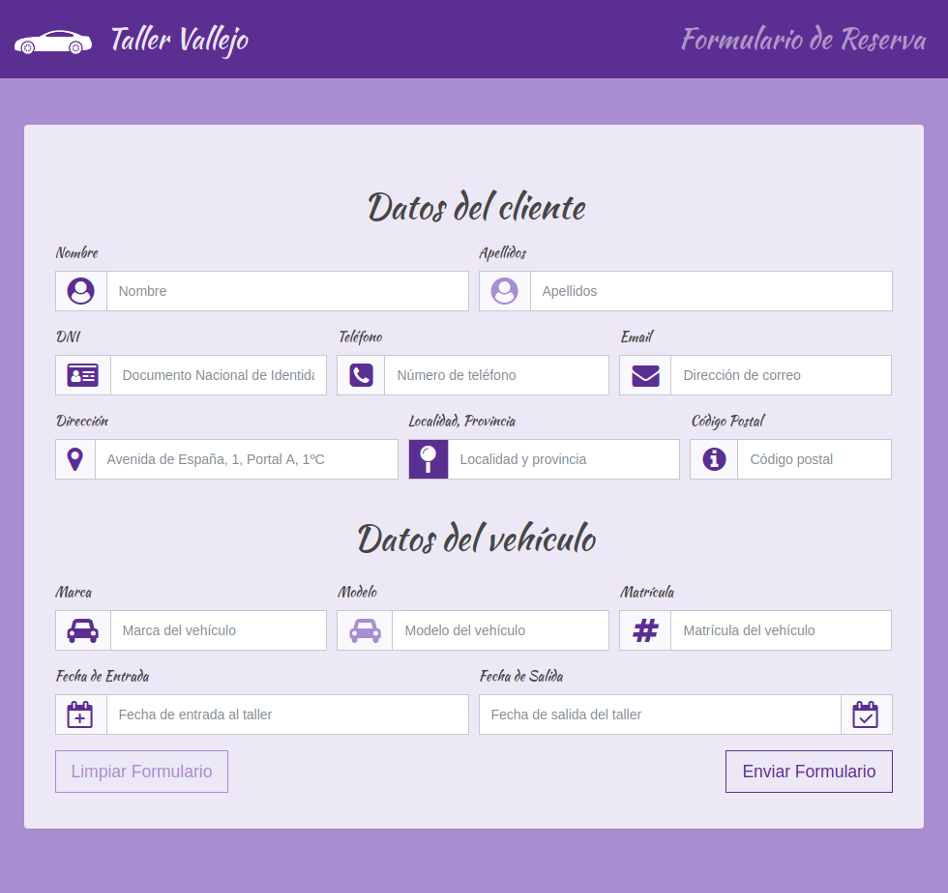 Taller Vallejo
Formulario de Reserva
Datos del cliente
Nombre
Apellidos
Nombre
Apellidos
DNI
Teléfono
Email
Documento Nacional de Identida
Número de teléfono
Dirección de correo
Dirección
Localidad, Provincia
Código Postal
Avenida de España, 1, Portal A, 1ºC
Localidad y provincia
Código postal
Datos del vehículo
Marca
Modelo
Matrícula
Marca del vehículo
Modelo del vehículo
#
Matrícula del vehículo
Fecha de Entrada
Fecha de Salida
Fecha de entrada al taller
Fecha de salida del taller
Limpiar Formulario
Enviar Formulario